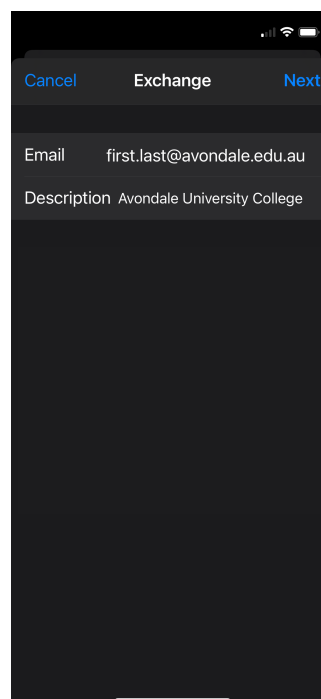 Cancel Exchange Next
Email first.last@avondale.edu.au
Description Avondale University College